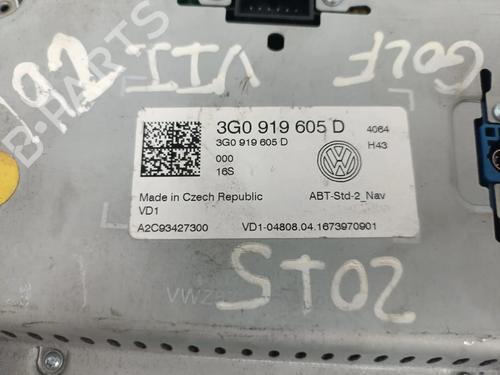 GOLF
VII
B-PARTS
3G0 919 605 D
4064
3G0 919 605 D
H43
000
16S
Made in Czech Republic
ABT-Std-2_Nav
VD1
A2C93427300
VD1-04808.04.1673970901
2015